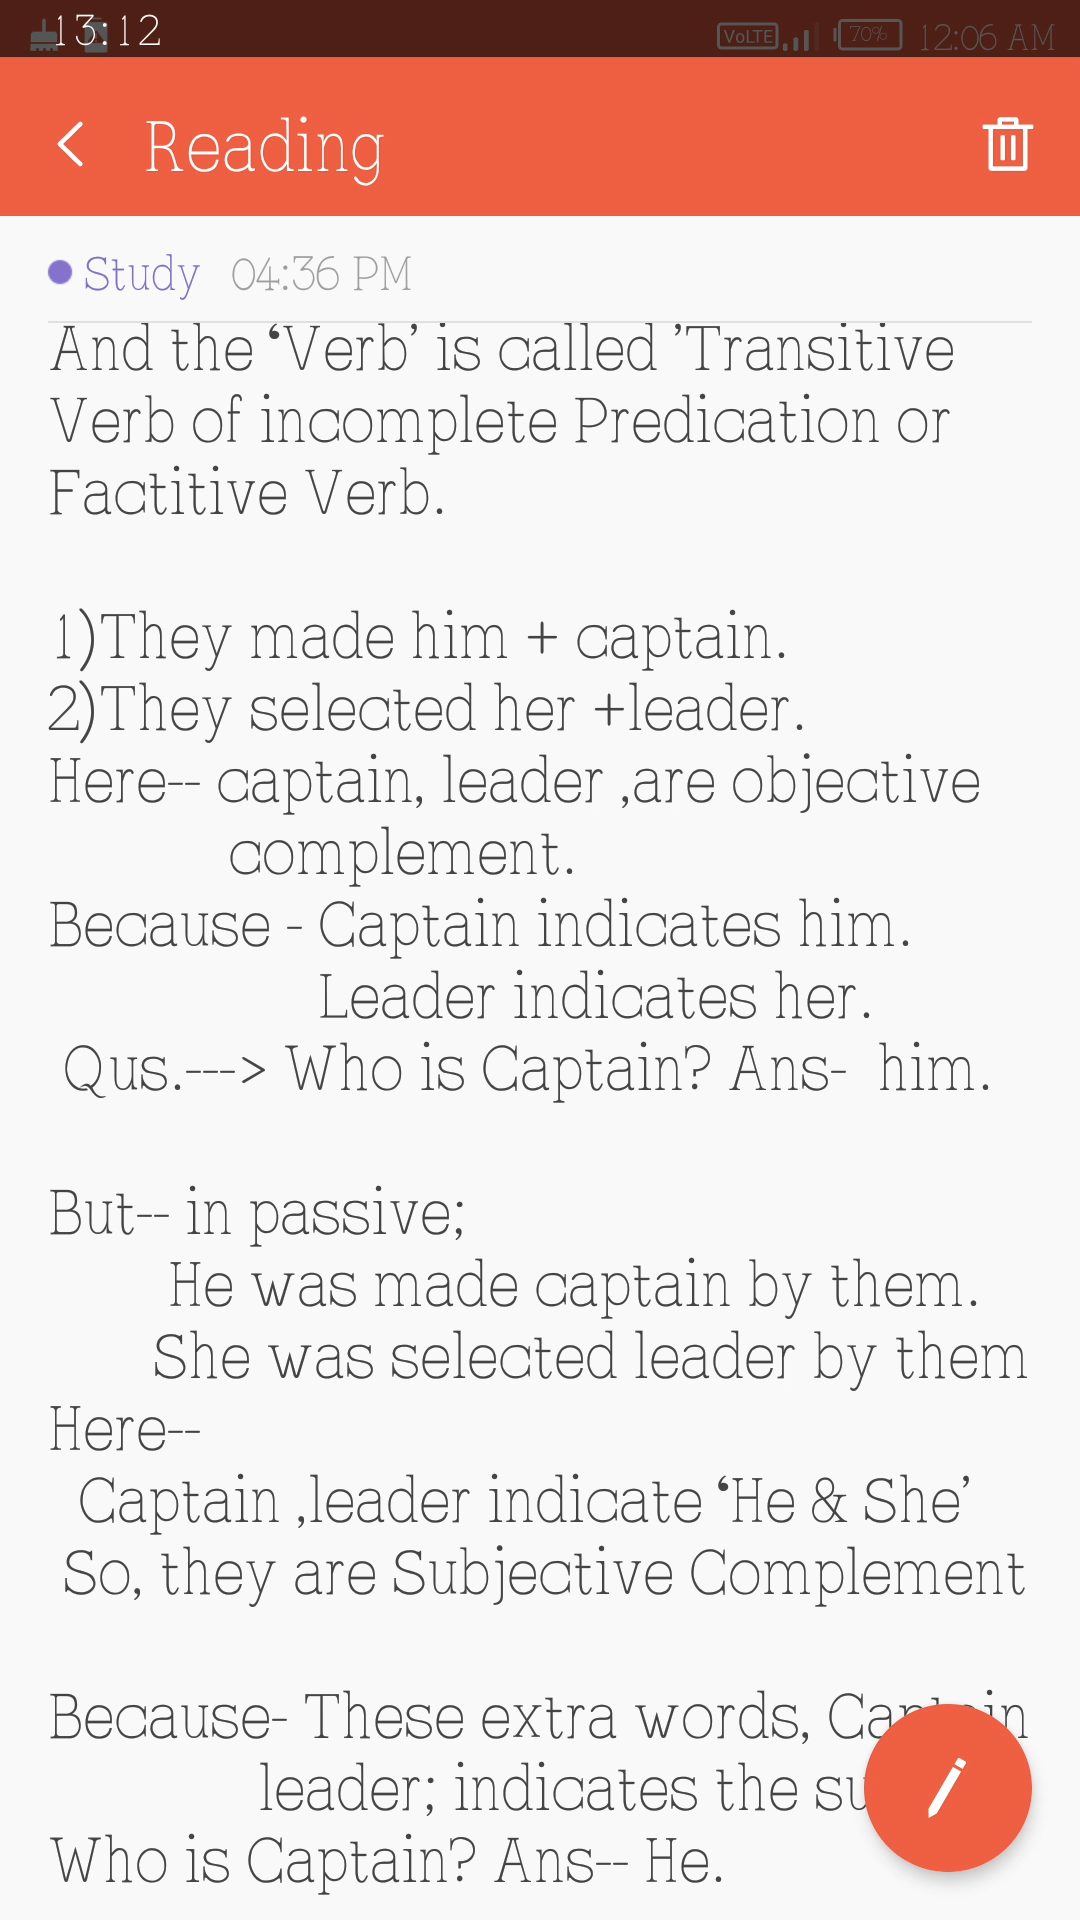 13:12 VoLTE 70% 12:06 AM
Reading
Study 04:36 PM
And the ‘Verb’ is called ’Transitive
Verb of incomplete Predication or
Factitive Verb.
1)They made him + captain.
2)They selected her +leader.
Here-- captain, leader ,are objective
complement.
Because - Captain indicates him.
Leader indicates her.
Qus.---> Who is Captain? Ans- him.
But-- in passive;
He was made captain by them.
She was selected leader by them
Here--
Captain ,leader indicate ‘He & She’
So, they are Subjective Complement
Because- These extra words, Captain
leader; indicates the
Who is Captain? Ans-- He.